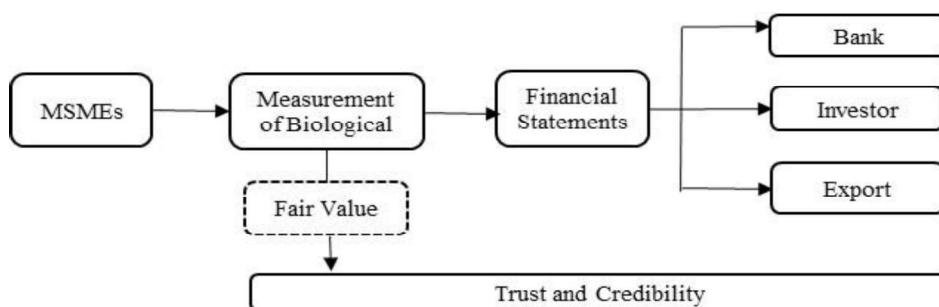 MSMEs
Measurement
of Biological
Fair Value
Financial
Statements
Bank
Investor
Export
Trust and Credibility